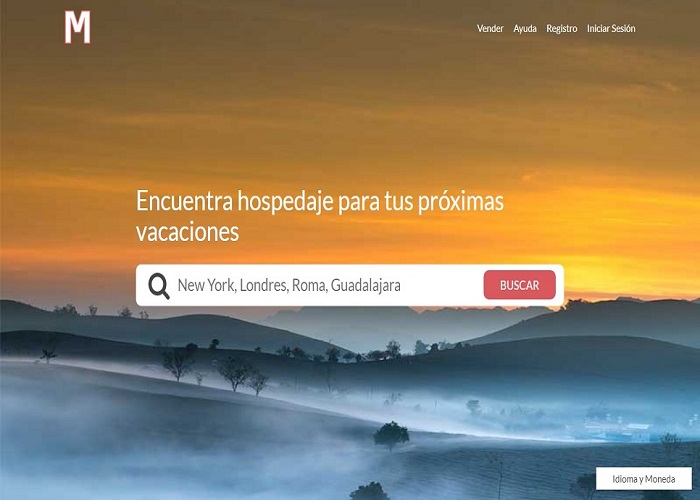 M
Vender Ayuda Registro Iniciar Sesión
Encuentra hospedaje para tus próximas
vacaciones
New York, Londres, Roma, Guadalajara
BUSCAR
Idioma y Moneda